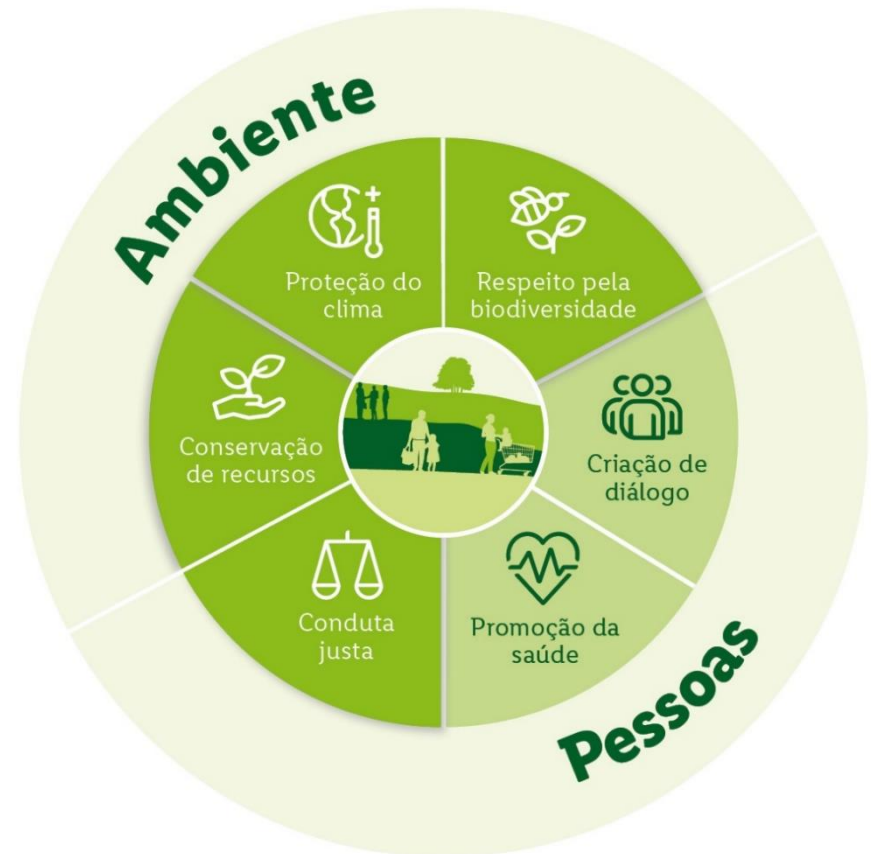 Ambiente
Proteção do
clima
Respeito pela
biodiversidade
Conservação
de recursos
Criação de
diálogo
Conduta
justa
Promoção da
saúde
Pessoas